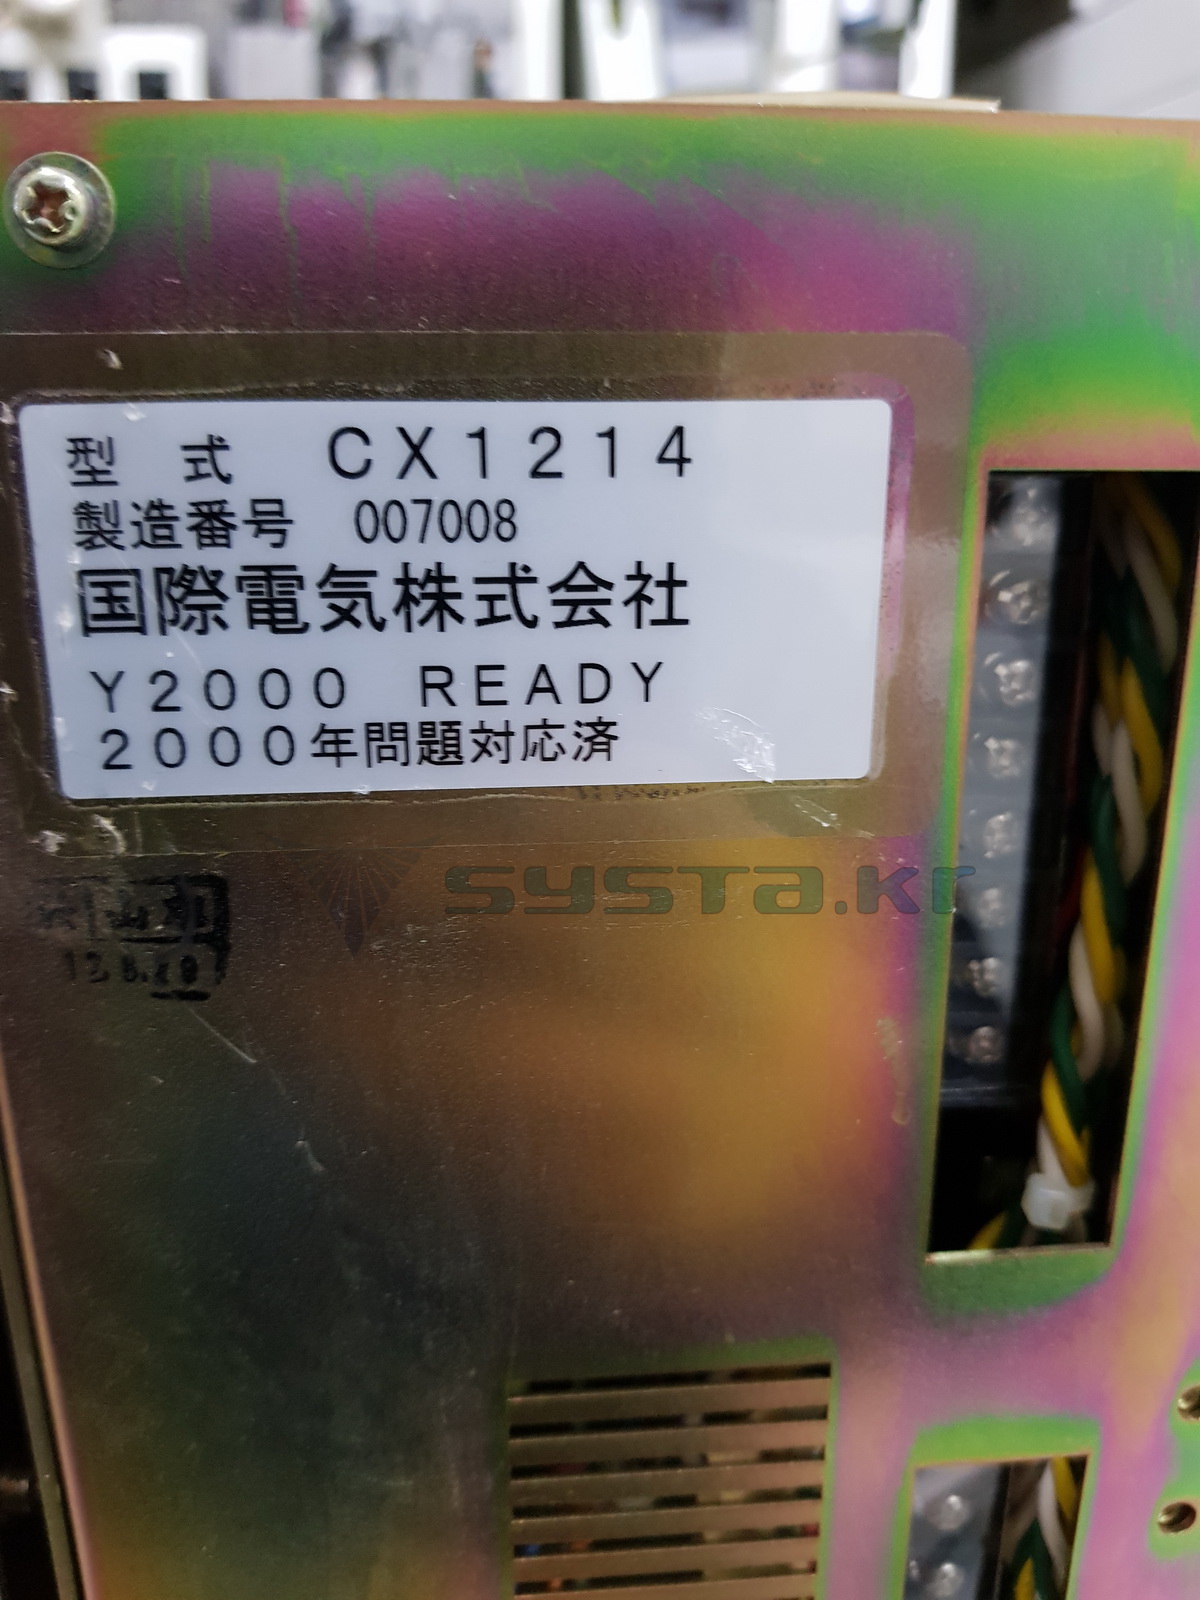 型 式 CX1214
製造番号 007008
国際電気株式会社
Y2000 READY
2000年問題対応済
systa.kr